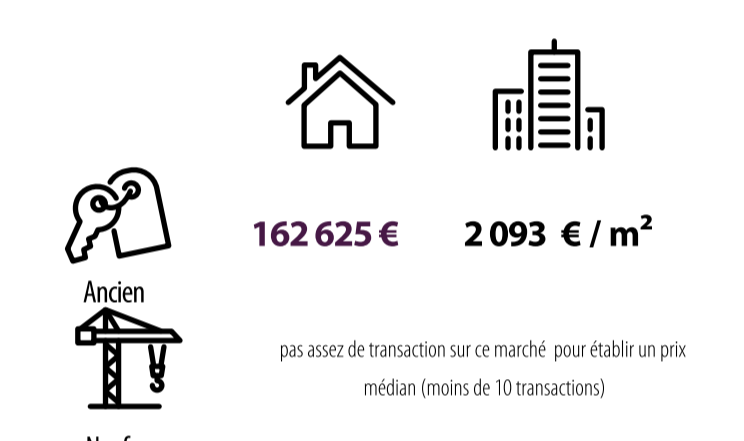 162 625 €
2 093 € / m²
Ancien
pas assez de transaction sur ce marché pour établir un prix
médian (moins de 10 transactions)